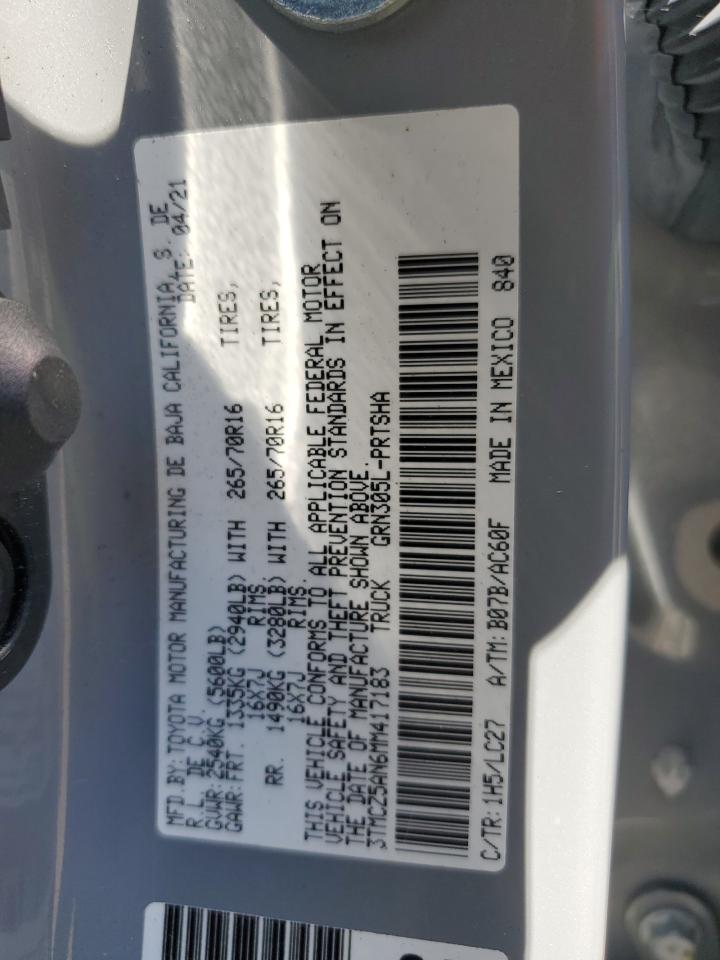 MFD.BY:TOYOTA MOTOR MANUFACTURING DE BAJA CALIFORNIA, S. DE
R.L. DE C.V. DATE: 04/21
GVWR:2540KG (5600LB)
GAWR:FRT. 1335KG (2940LB) WITH 265/70R16 TIRES,
16X7J RIMS.
RR. 1490KG (3280LB) WITH 265/70R16 TIRES,
16X7J RIMS.
THIS VEHICLE CONFORMS TO ALL APPLICABLE FEDERAL MOTOR
VEHICLE SAFETY AND THEFT PREVENTION STANDARDS IN EFFECT ON
THE DATE OF MANUFACTURE SHOWN ABOVE.
3TMCZ5AN6MM417183 TRUCK GRN305L-PRTSHA
C/TR: 1H5/LC27 A/TM: B07B/AC60F MADE IN MEXICO 840